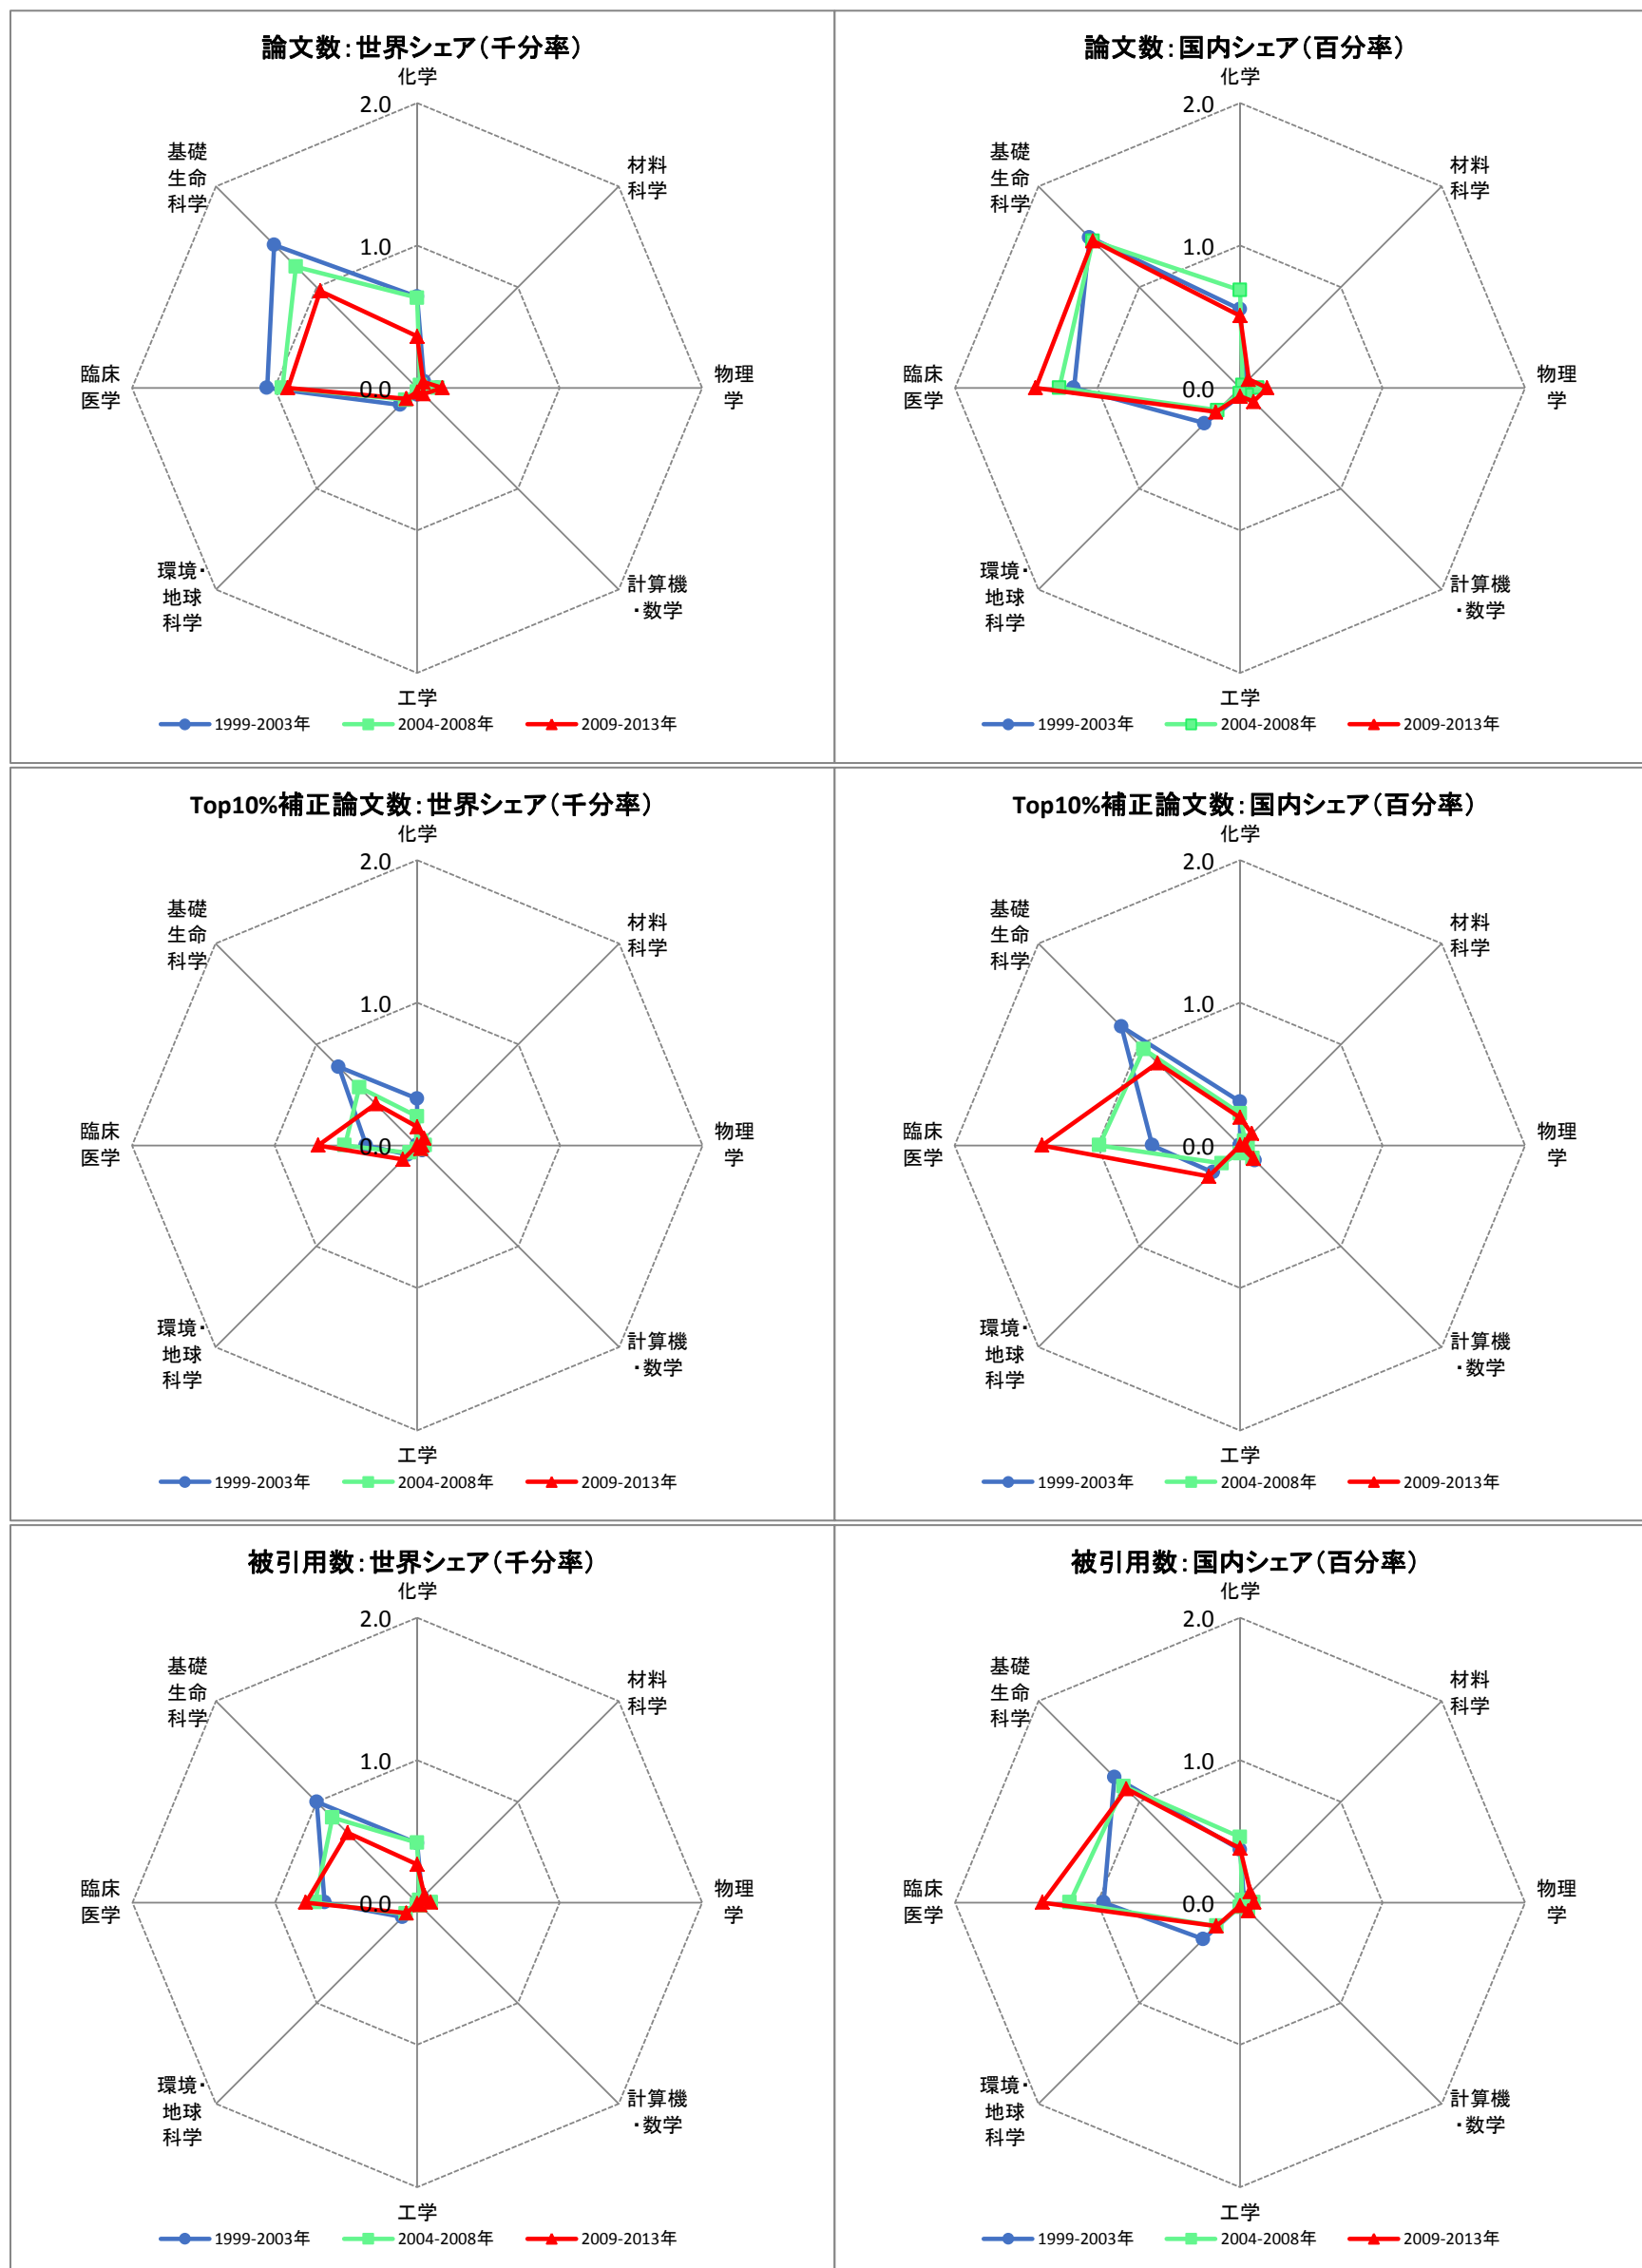 論文数：世界シェア（千分率）
化学
2.0
基礎
生命
科学
材料
科学
1.0
臨床
医学
0.0
物理
学
環境・
地球
科学
計算機
・数学
工学
1999-2003年 2004-2008年 2009-2013年
論文数：国内シェア（百分率）
化学
2.0
基礎
生命
科学
材料
科学
1.0
臨床
医学
0.0
物理
学
環境・
地球
科学
計算機
・数学
工学
1999-2003年 2004-2008年 2009-2013年
Top10%補正論文数：世界シェア（千分率）
化学
2.0
基礎
生命
科学
材料
科学
1.0
臨床
医学
0.0
物理
学
環境・
地球
科学
計算機
・数学
工学
1999-2003年 2004-2008年 2009-2013年
Top10%補正論文数：国内シェア（百分率）
化学
2.0
基礎
生命
科学
材料
科学
1.0
臨床
医学
0.0
物理
学
環境・
地球
科学
計算機
・数学
工学
1999-2003年 2004-2008年 2009-2013年
被引用数：世界シェア（千分率）
化学
2.0
基礎
生命
科学
材料
科学
1.0
臨床
医学
0.0
物理
学
環境・
地球
科学
計算機
・数学
工学
1999-2003年 2004-2008年 2009-2013年
被引用数：国内シェア（百分率）
化学
2.0
基礎
生命
科学
材料
科学
1.0
臨床
医学
0.0
物理
学
環境・
地球
科学
計算機
・数学
工学
1999-2003年 2004-2008年 2009-2013年